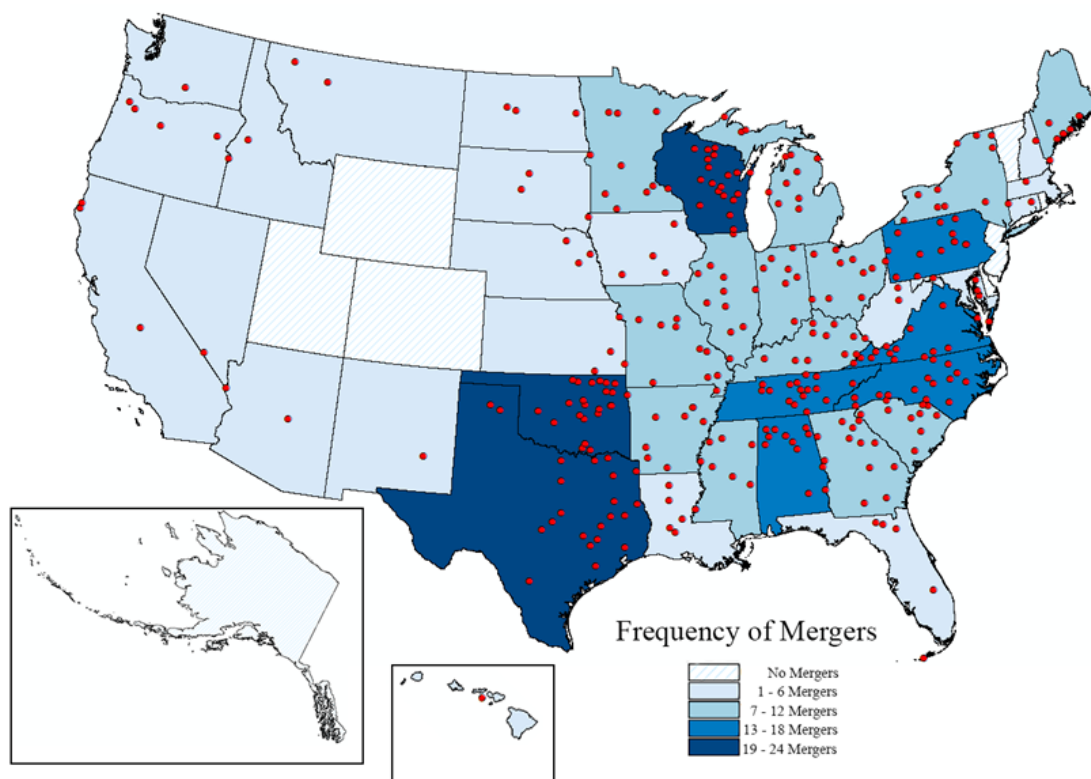 Frequency of Mergers
No Mergers
1 - 6 Mergers
7 - 12 Mergers
13 - 18 Mergers
19 - 24 Mergers